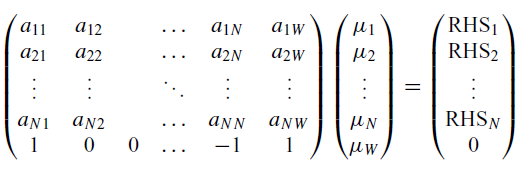 a11 a12 … a1N a1W μ1 RHS1
a21 a22 … a2N a2W μ2 RHS2
⋮ ⋮ ⋱ ⋮ ⋮ ⋮ = ⋮
aN1 aN2 … aNN aNW μN RHSN
1 0 0 … −1 1 μW 0